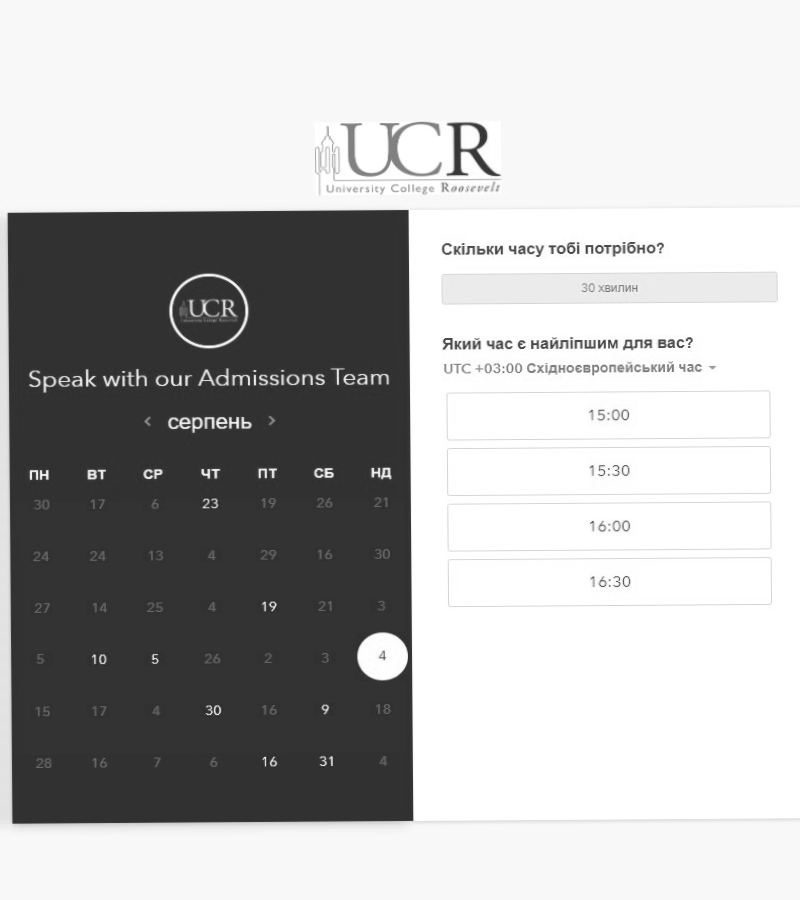 UCR
University College Roosevelt
UCR
University College Roosevelt
Speak with our Admissions Team
< серпень >
ПН ВТ СР ЧТ ПТ СБ НД
30 17 6 23 19 26 21
24 24 13 4 29 16 30
27 14 25 4 19 21 3
5 10 5 26 2 3 4
15 17 4 30 16 9 18
28 16 7 6 16 31 4
Скільки часу тобі потрібно?
30 хвилин
Який час є найліпшим для вас?
UTC +03:00 Східноєвропейський час
15:00
15:30
16:00
16:30